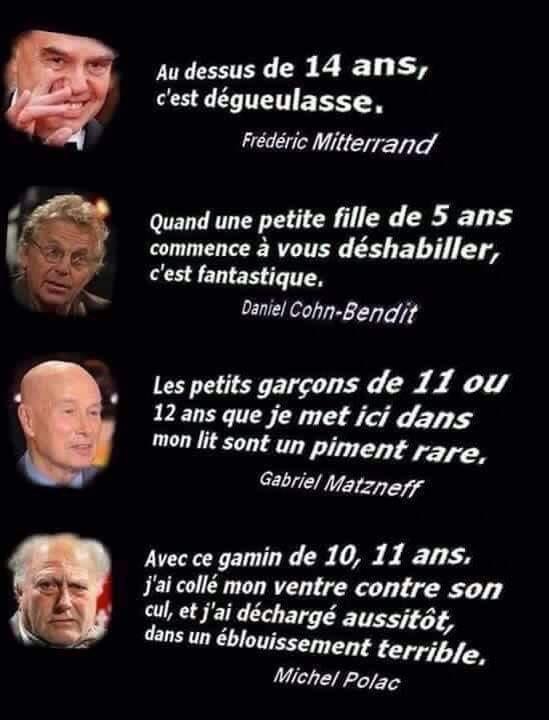 Au dessus de 14 ans,
c'est dégueulasse.
Frédéric Mitterrand
Quand une petite fille de 5 ans
commence à vous déshabiller,
c'est fantastique.
Daniel Cohn-Bendit
Les petits garçons de 11 ou
12 ans que je met ici dans
mon lit sont un piment rare.
Gabriel Matzneff
Avec ce gamin de 10, 11 ans.
j'ai collé mon ventre contre son
cul, et j'ai déchargé aussitôt,
dans un éblouissement terrible.
Michel Polac